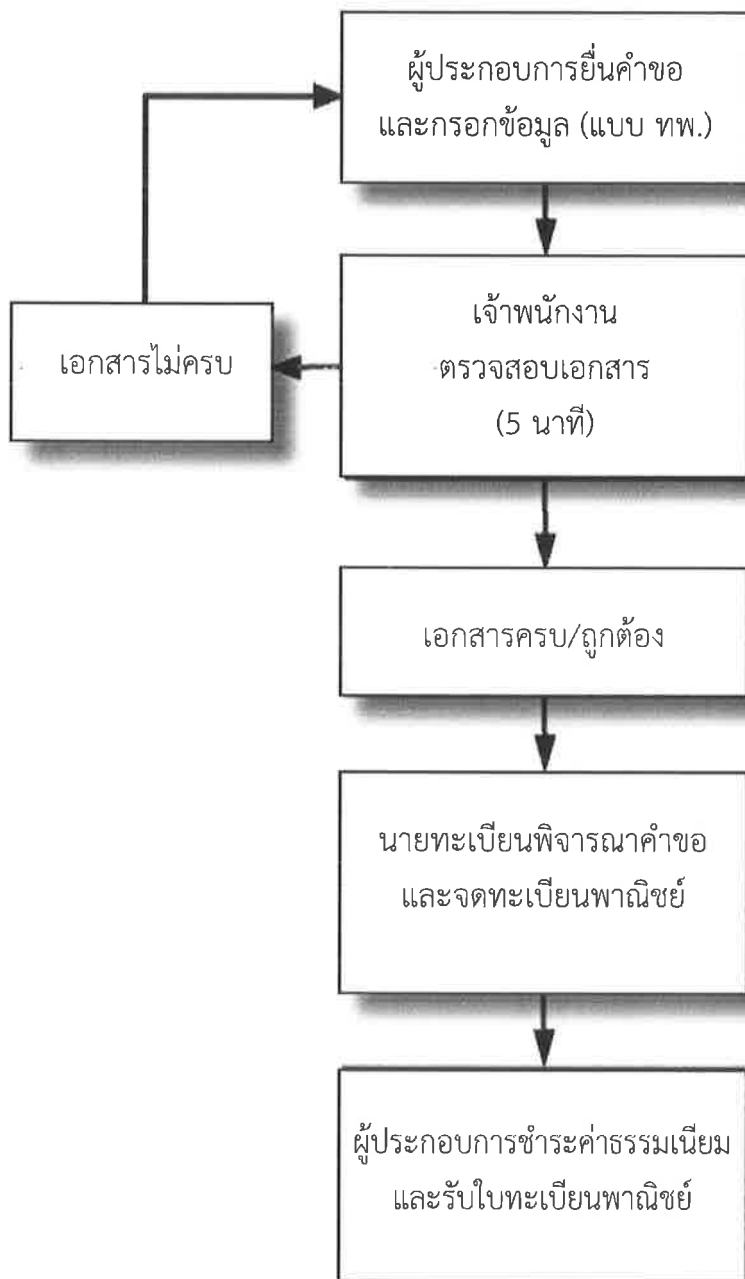 ผู้ประกอบการยื่นคำขอ
และกรอกข้อมูล (แบบ ทพ.)
เจ้าพนักงาน
ตรวจสอบเอกสาร
(5 นาที)
เอกสารไม่ครบ
เอกสารครบ/ถูกต้อง
นายทะเบียนพิจารณาคำขอ
และจดทะเบียนพาณิชย์
ผู้ประกอบการชำระค่าธรรมเนียม
และรับใบทะเบียนพาณิชย์